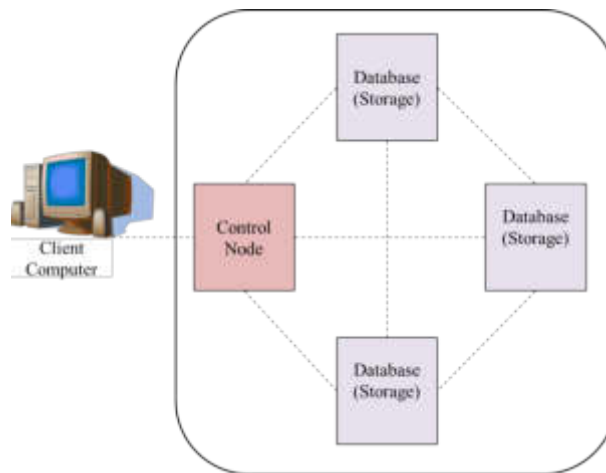 Database
(Storage)
Database
(Storage)
Control
Node
Client
Computer
Database
(Storage)